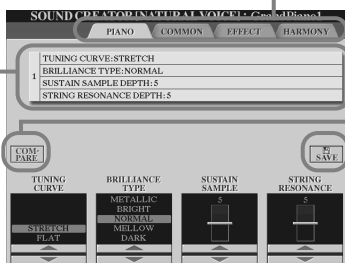 SOUND CREATOR(NATURAL VOICE): GrandPiano1
PIANO COMMON EFFECT HARMONY
TUNING CURVE:STRETCH
1 BRILLIANCE TYPE:NORMAL
SUSTAIN SAMPLE DEPTH:5
STRING RESONANCE DEPTH:5
COM-
PARE
SAVE
TUNING CURVE
BRILLIANCE TYPE
SUSTAIN SAMPLE
STRING RESONANCE
STRETCH
FLAT
METALLIC
BRIGHT
NORMAL
MELLOW
DARK
5
5